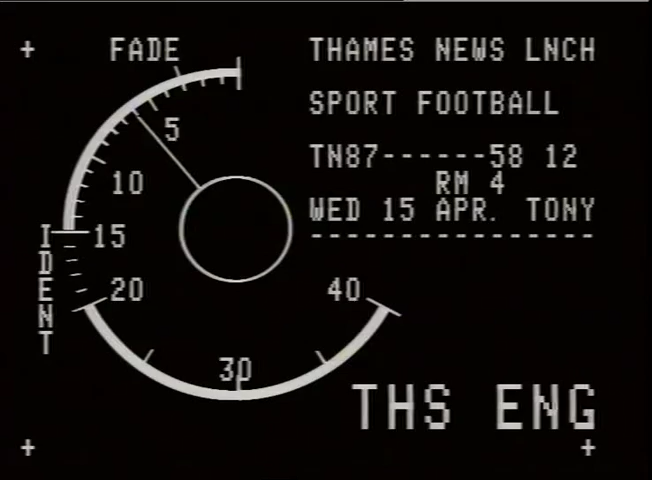 FADE
THAMES NEWS LNCH
SPORT FOOTBALL
TN87------58 12
RM 4
WED 15 APR. TONY
----------------
5
10
15
20
30
40
IDENT
THS ENG